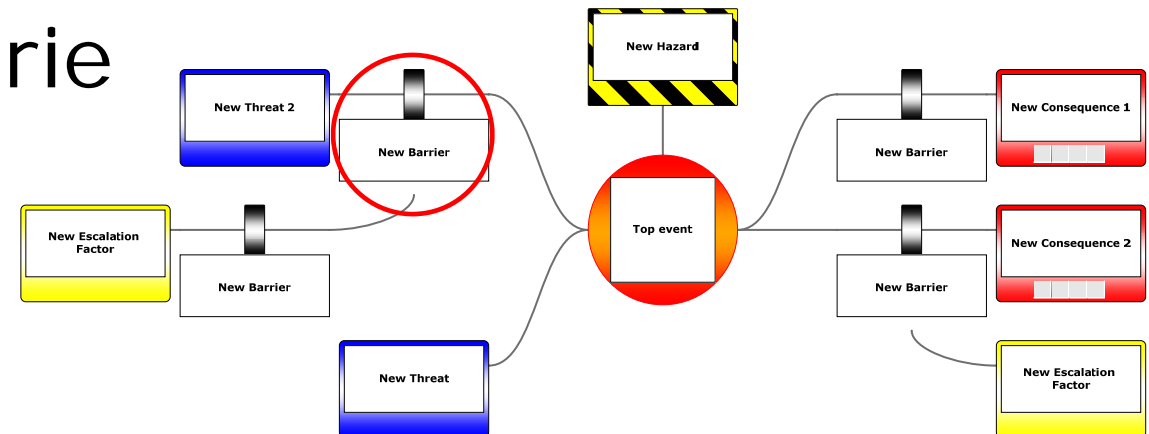 rie
New Hazard
New Threat 2
New Barrier
New Barrier
New Consequence 1
New Escalation
Factor
New Barrier
Top event
New Barrier
New Consequence 2
New Threat
New Escalation
Factor